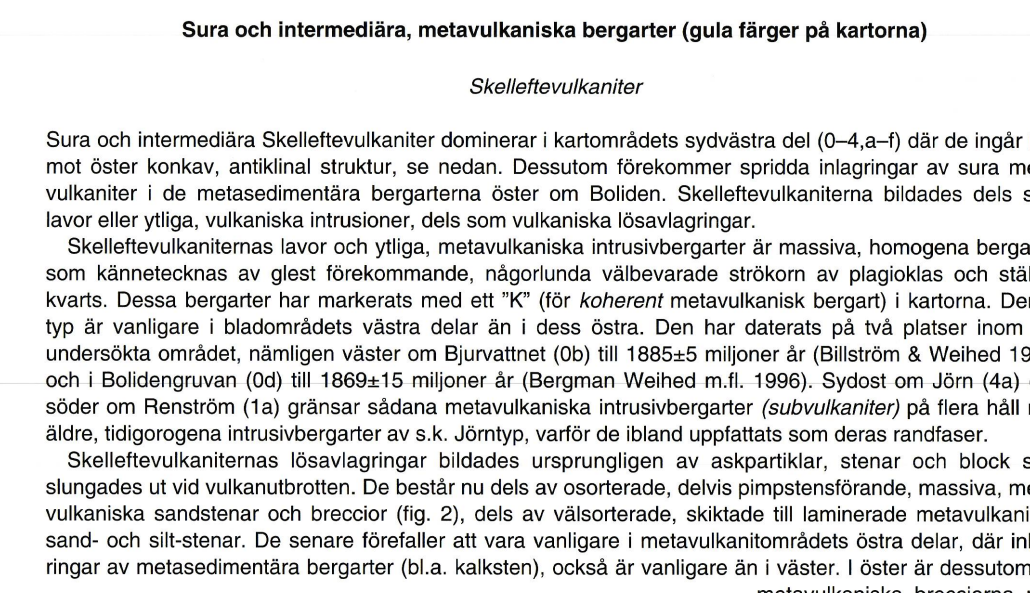 Sura och intermediära, metavulkaniska bergarter (gula färger på kartorna)
Skelleftevulkaniter
Sura och intermediära Skelleftevulkaniter dominerar i kartområdets sydvästra del (0–4,a–f) där de ingår
mot öster konkav, antiklinal struktur, se nedan. Dessutom förekommer spridda inlagringar av sura
vulkaniter i de metasedimentära bergarterna öster om Boliden. Skelleftevulkaniterna bildades dels
lavor eller ytliga, vulkaniska intrusioner, dels som vulkaniska lösavlagringar.
Skelleftevulkaniternas lavor och ytliga, metavulkaniska intrusivbergarter är massiva, homogena
som kännetecknas av glest förekommande, någorlunda välbevarade strökorn av plagioklas och
kvarts. Dessa bergarter har markerats med ett ”K” (för koherent metavulkanisk bergart) i kartorna.
typ är vanligare i bladområdets västra delar än i dess östra. Den har daterats på två platser inom
undersökta området, nämligen väster om Bjurvattnet (0b) till 1885±5 miljoner år (Billström & Weihed
och i Bolidengruvan (0d) till 1869±15 miljoner år (Bergman Weihed m.fl. 1996). Sydost om Jörn (4a)
söder om Renström (1a) gränsar sådana metavulkaniska intrusivbergarter (subvulkaniter) på flera håll
äldre, tidigorogena intrusivbergarter av s.k. Jörntyp, varför de ibland uppfattats som deras randfaser.
Skelleftevulkaniternas lösavlagringar bildades ursprungligen av askpartiklar, stenar och block
slungades ut vid vulkanutbrotten. De består nu dels av osorterade, delvis pimpstensförande, massiva,
vulkaniska sandstenar och breccior (fig. 2), dels av välsorterade, skiktade till laminerade
sand- och silt-stenar. De senare förefaller att vara vanligare i metavulkanitområdets östra delar, där
ringar av metasedimentära bergarter (bl.a. kalksten), också är vanligare än i väster. I öster är dessutom